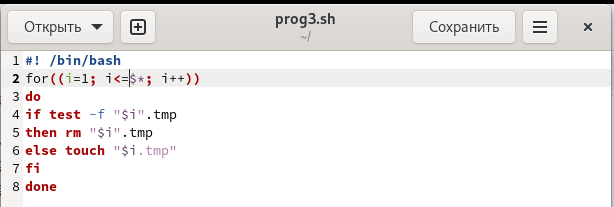 Открыть
prog3.sh
~/
Сохранить
1 #! /bin/bash
2 for((i=1; i<=$*; i++))
3 do
4 if test -f "$i".tmp
5 then rm "$i".tmp
6 else touch "$i.tmp"
7 fi
8 done